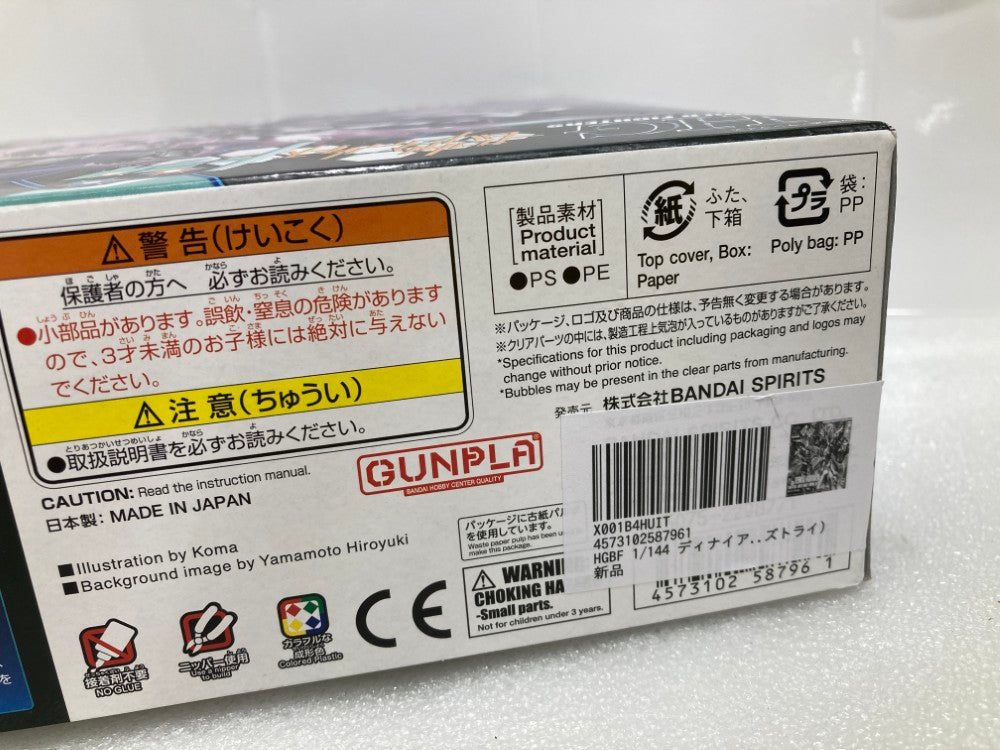 警告(けいこく)
保護者の方へ 必ずお読みください。
●小部品があります。誤飲・窒息の危険があります
ので、3才未満のお子様には絶対に与えない
でください。
注意(ちゅうい)
●取扱説明書を必ずお読みください。
CAUTION: Read the instruction manual.
日本製: MADE IN JAPAN
■Illustration by Koma
■Background image by Yamamoto Hiroyuki
接着剤不要
NO GLUE
ニッパー使用
Use a nipper
to build
カラフルな
成形色
Colored Plastic
CE
[製品素材]
Product
material
●PS ●PE
紙
ふた、
下箱
Top cover, Box:
Paper
プラ
袋:
PP
Poly bag: PP
※パッケージ、ロゴ及び商品の仕様は、予告無く変更する場合があります。
※クリアパーツの中には、製造工程上気泡が入っているものがありますがご了承ください。
*Specifications for this product including packaging and logos may
change without prior notice.
*Bubbles may be present in the clear parts from manufacturing.
発売元 株式会社BANDAI SPIRITS
GUNPLA
BANDAI HOBBY CENTER QUALITY
パッケージに古紙パル
を使用しています。
Waste paper pulp has been u
make this package.
WARNI
CHOKING HA
-Small parts.
Not for children under 3 years.
X001B4HUIT
4573102587961
HGBF 1/144 ディナイア..ズトライ)
新品
4573102 58796 1